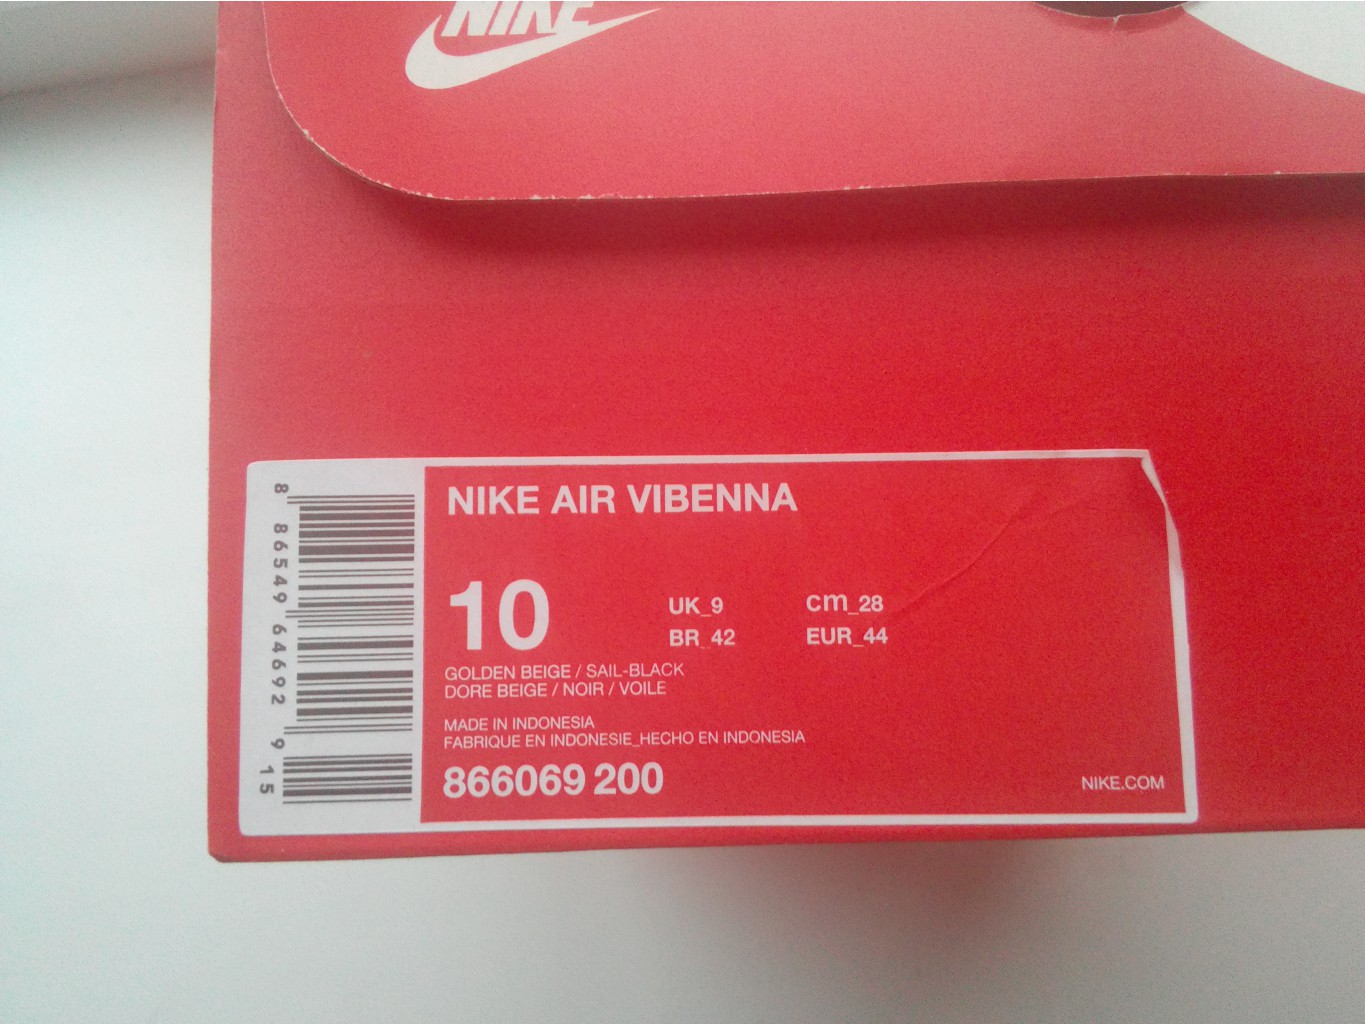 NIKE
NIKE AIR VIBENNA
10
UK_9 cm_28
BR_42 EUR_44
GOLDEN BEIGE / SAIL-BLACK
DORE BEIGE / NOIR / VOILE
MADE IN INDONESIA
FABRIQUE EN INDONESIE_HECHO EN INDONESIA
866069 200
NIKE.COM
8 86549 64692 9 15